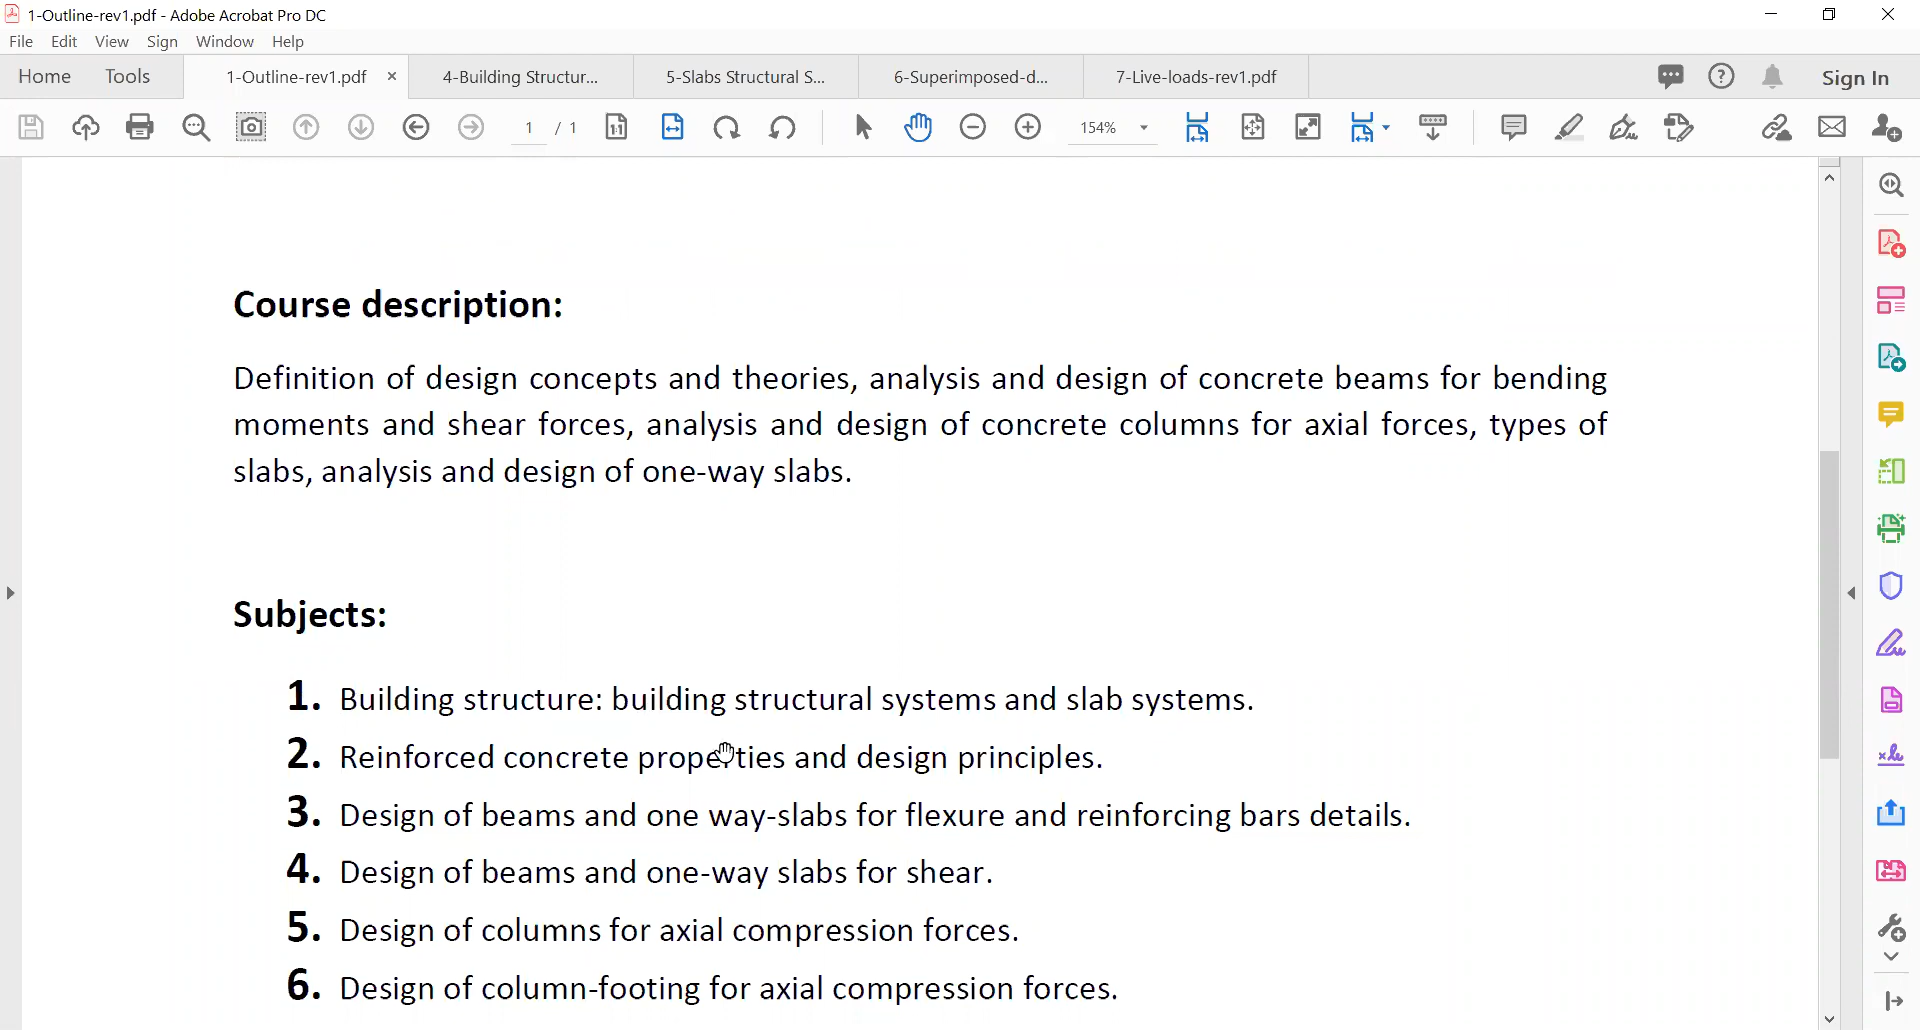 1-Outline-rev1.pdf - Adobe Acrobat Pro DC
File Edit View Sign Window Help
Home Tools 1-Outline-rev1.pdf × 4-Building Structur... 5-Slabs Structural S... 6-Superimposed-d... 7-Live-loads-rev1.pdf Sign In
1 / 1 154%
Course description:
Definition of design concepts and theories, analysis and design of concrete beams for bending
moments and shear forces, analysis and design of concrete columns for axial forces, types of
slabs, analysis and design of one-way slabs.
Subjects:
1. Building structure: building structural systems and slab systems.
2. Reinforced concrete properties and design principles.
3. Design of beams and one way-slabs for flexure and reinforcing bars details.
4. Design of beams and one-way slabs for shear.
5. Design of columns for axial compression forces.
6. Design of column-footing for axial compression forces.